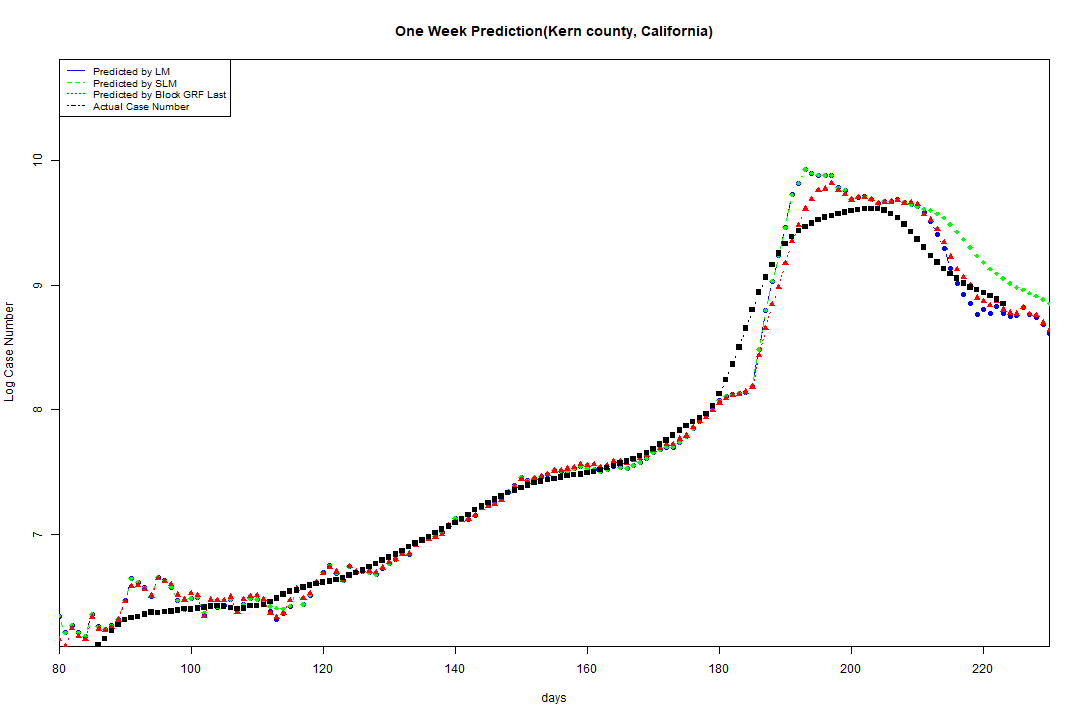 One Week Prediction(Kern county, California)
Predicted by LM
Predicted by SLM
Predicted by Block GRF Last
Actual Case Number
10
9
8
7
Log Case Number
80 100 120 140 160 180 200 220
days